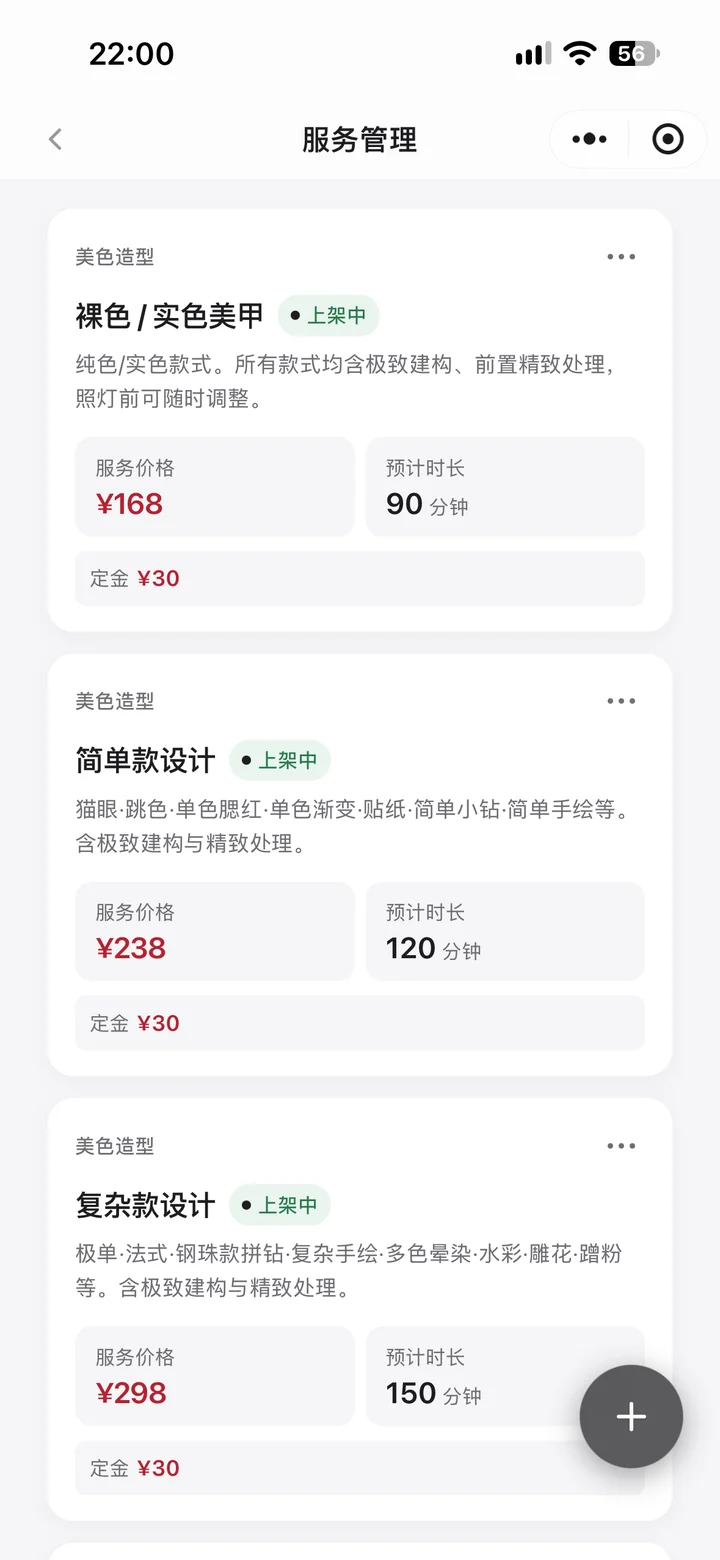 22:00
56
服务管理
美色造型
裸色 / 实色美甲
上架中
纯色/实色款式。所有款式均含极致建构、前置精致处理，
照灯前可随时调整。
服务价格
预计时长
¥168
90 分钟
定金 ¥30
美色造型
简单款设计
上架中
猫眼·跳色·单色腮红·单色渐变·贴纸·简单小钻·简单手绘等。
含极致建构与精致处理。
服务价格
预计时长
¥238
120 分钟
定金 ¥30
美色造型
复杂款设计
上架中
极单·法式·钢珠款拼钻·复杂手绘·多色晕染·水彩·雕花·蹭粉
等。含极致建构与精致处理。
服务价格
预计时长
¥298
150 分钟
定金 ¥30